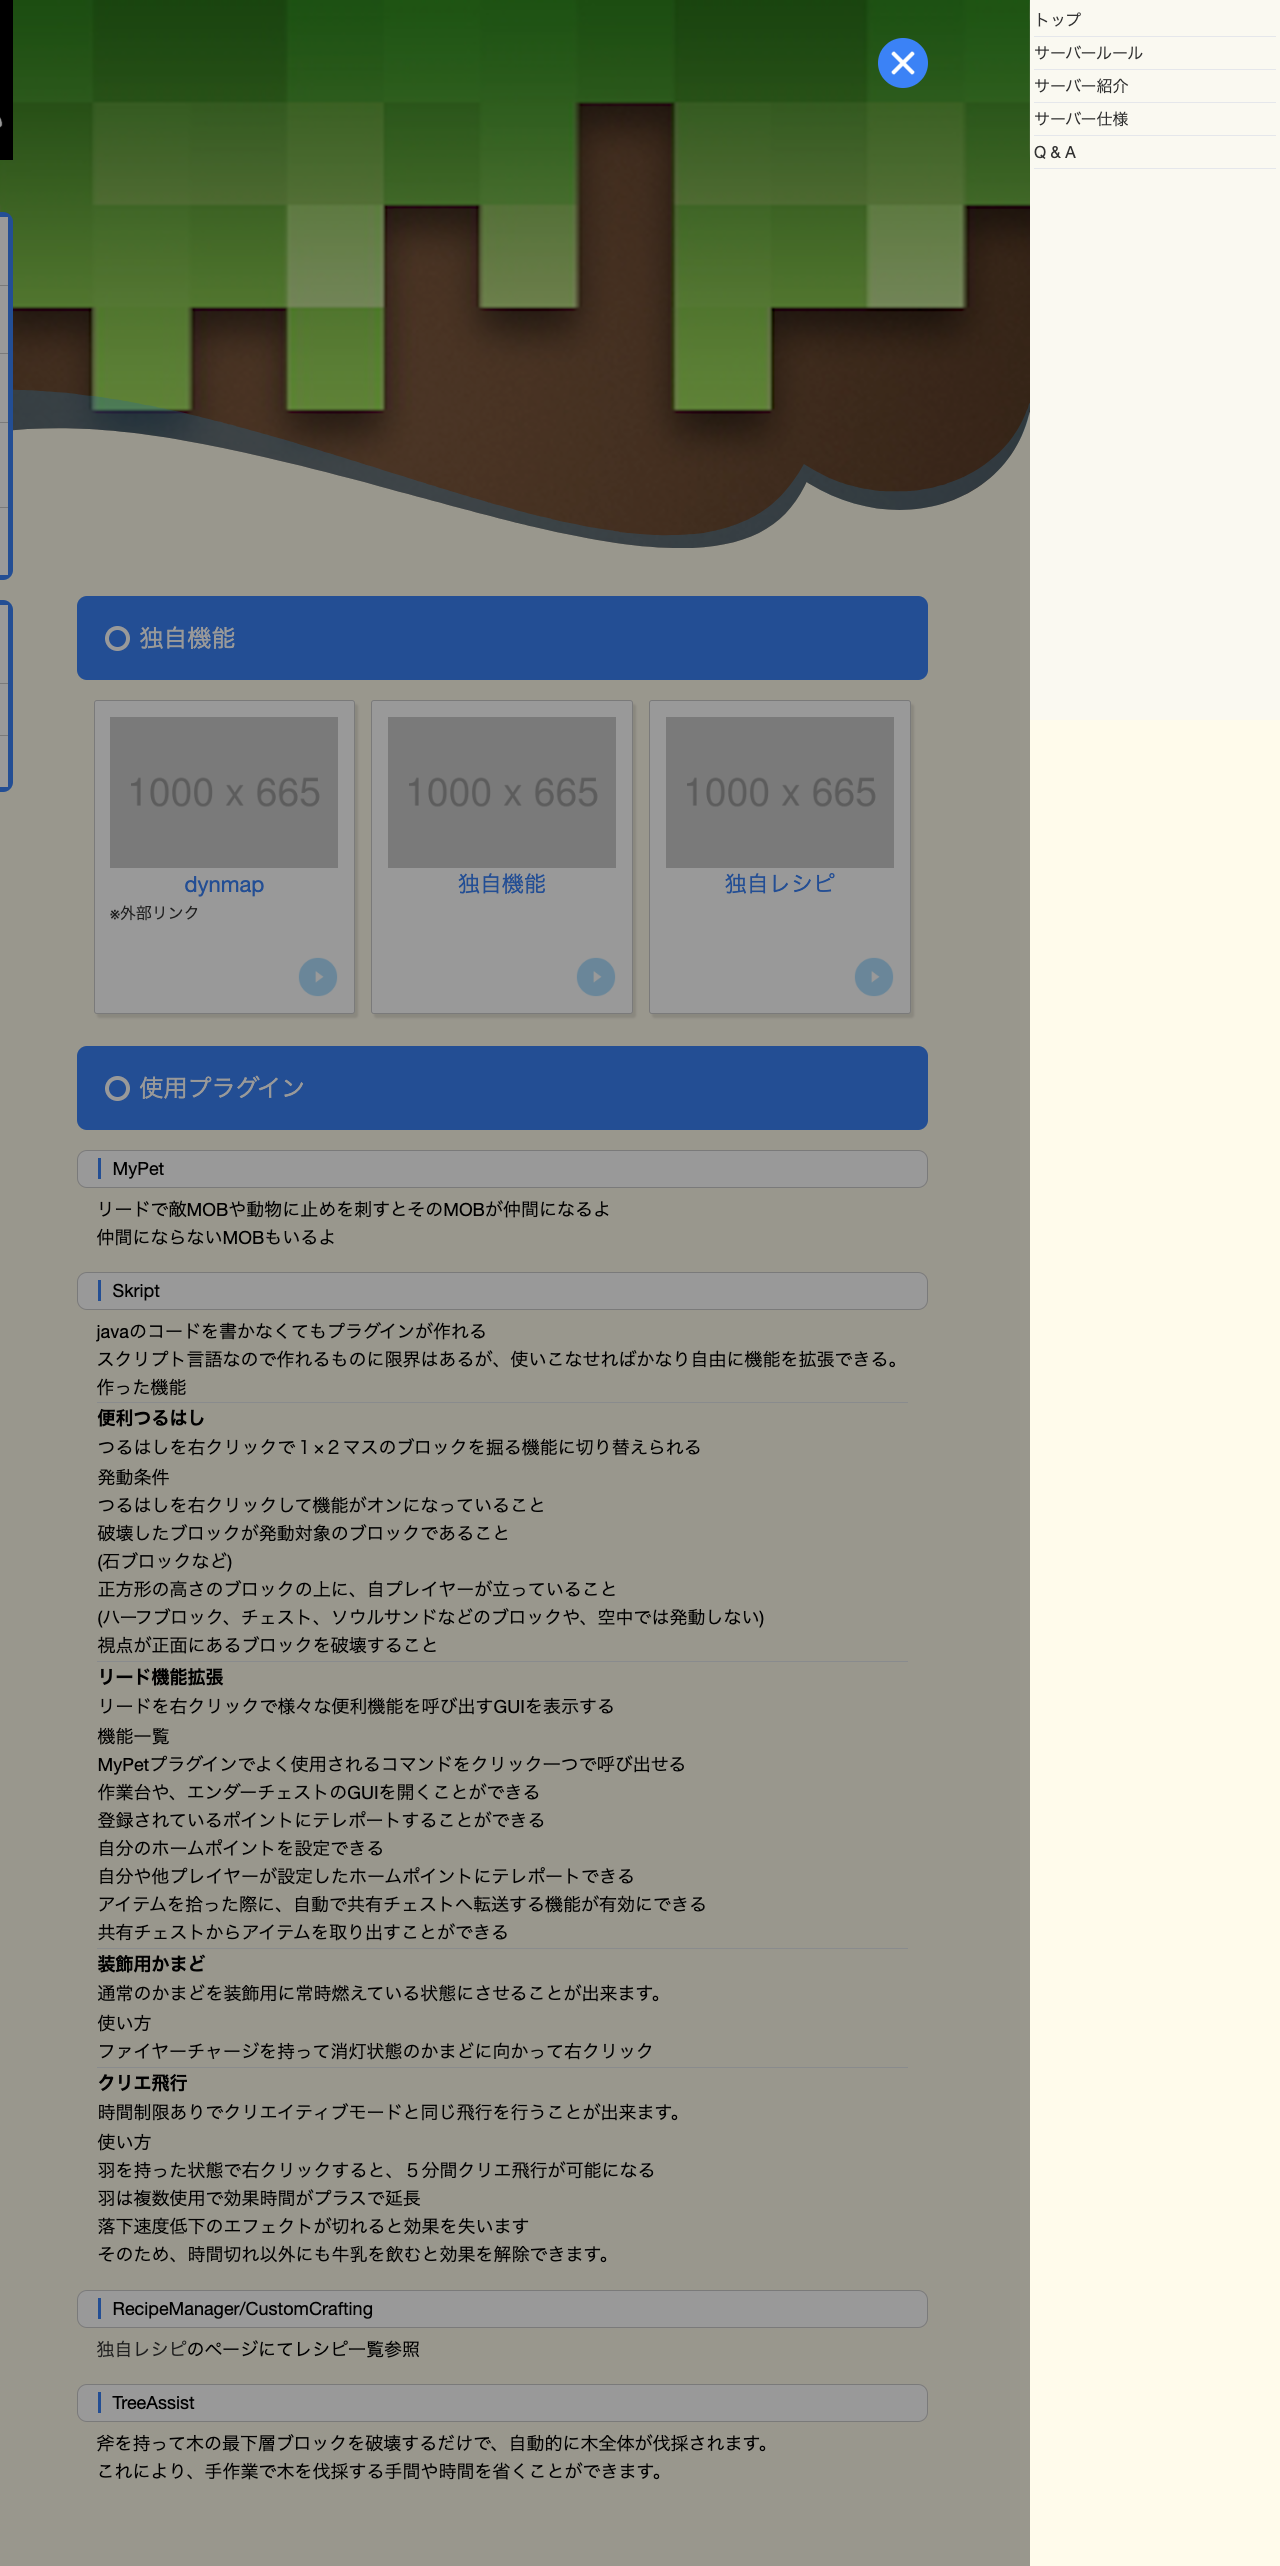 トップ
サーバールール
サーバー紹介
サーバー仕様
Q & A
独自機能
1000 x 665
dynmap
※外部リンク
1000 x 665
独自機能
1000 x 665
独自レシピ
使用プラグイン
MyPet
リードで敵MOBや動物に止めを刺すとそのMOBが仲間になるよ
仲間にならないMOBもいるよ
Skript
javaのコードを書かなくてもプラグインが作れる
スクリプト言語なので作れるものに限界はあるが、使いこなせればかなり自由に機能を拡張できる。
作った機能
便利つるはし
つるはしを右クリックで１×２マスのブロックを掘る機能に切り替えられる
発動条件
つるはしを右クリックして機能がオンになっていること
破壊したブロックが発動対象のブロックであること
(石ブロックなど)
正方形の高さのブロックの上に、自プレイヤーが立っていること
(ハーフブロック、チェスト、ソウルサンドなどのブロックや、空中では発動しない)
視点が正面にあるブロックを破壊すること
リード機能拡張
リードを右クリックで様々な便利機能を呼び出すGUIを表示する
機能一覧
MyPetプラグインでよく使用されるコマンドをクリック一つで呼び出せる
作業台や、エンダーチェストのGUIを開くことができる
登録されているポイントにテレポートすることができる
自分のホームポイントを設定できる
自分や他プレイヤーが設定したホームポイントにテレポートできる
アイテムを拾った際に、自動で共有チェストへ転送する機能が有効にできる
共有チェストからアイテムを取り出すことができる
装飾用かまど
通常のかまどを装飾用に常時燃えている状態にさせることが出来ます。
使い方
ファイヤーチャージを持って消灯状態のかまどに向かって右クリック
クリエ飛行
時間制限ありでクリエイティブモードと同じ飛行を行うことが出来ます。
使い方
羽を持った状態で右クリックすると、５分間クリエ飛行が可能になる
羽は複数使用で効果時間がプラスで延長
落下速度低下のエフェクトが切れると効果を失います
そのため、時間切れ以外にも牛乳を飲むと効果を解除できます。
RecipeManager/CustomCrafting
独自レシピのページにてレシピ一覧参照
TreeAssist
斧を持って木の最下層ブロックを破壊するだけで、自動的に木全体が伐採されます。
これにより、手作業で木を伐採する手間や時間を省くことができます。